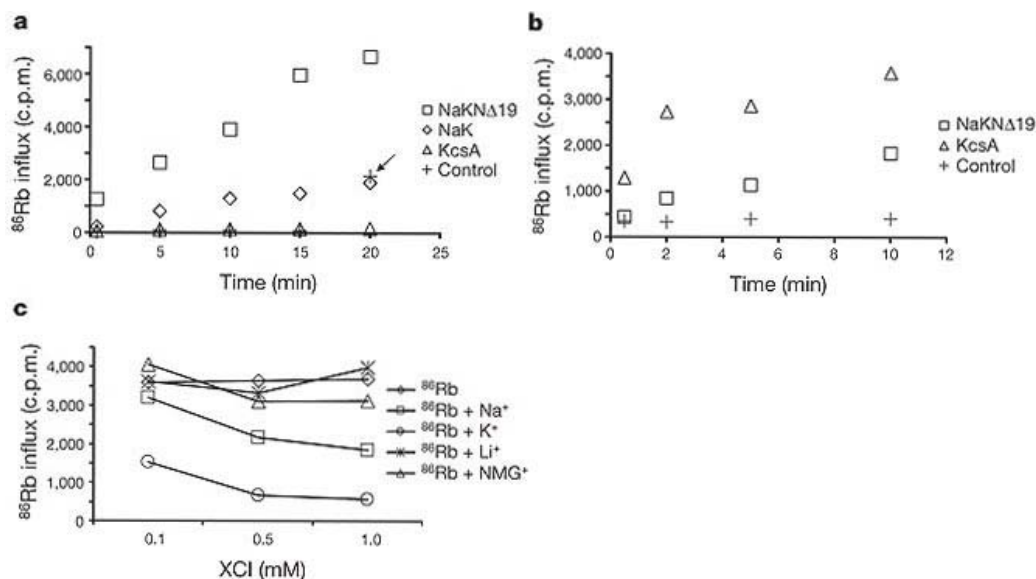 a
⁸⁶Rb influx (c.p.m.)
6,000
4,000
2,000
0
0 5 10 15 20 25
Time (min)
NaKNΔ19
NaK
KcsA
Control
b
⁸⁶Rb influx (c.p.m.)
4,000
3,000
2,000
1,000
0
0 2 4 6 8 10 12
Time (min)
NaKNΔ19
KcsA
Control
c
⁸⁶Rb influx (c.p.m.)
4,000
3,000
2,000
1,000
0
0.1 0.5 1.0
XCl (mM)
⁸⁶Rb
⁸⁶Rb + Na⁺
⁸⁶Rb + K⁺
⁸⁶Rb + Li⁺
⁸⁶Rb + NMG⁺